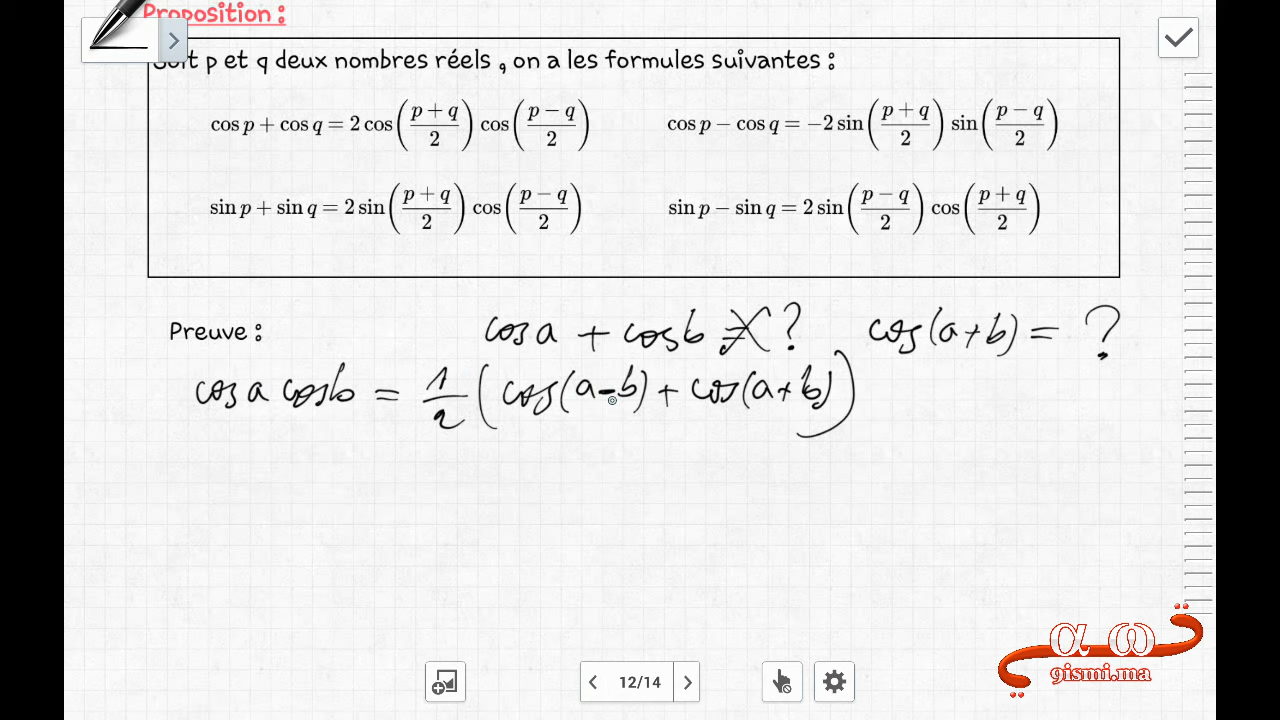 Proposition :
Soit p et q deux nombres réels , on a les formules suivantes :
cos p + cos q = 2 cos((p + q)/2) cos((p − q)/2)    cos p − cos q = −2 sin((p + q)/2) sin((p − q)/2)
sin p + sin q = 2 sin((p + q)/2) cos((p − q)/2)    sin p − sin q = 2 sin((p − q)/2) cos((p + q)/2)
Preuve : cos a + cos b = ? cos(a+b) = ?
cos a cos b = 1/2 (cos(a-b) + cos(a+b))
12/14
α ω
gismi.ma